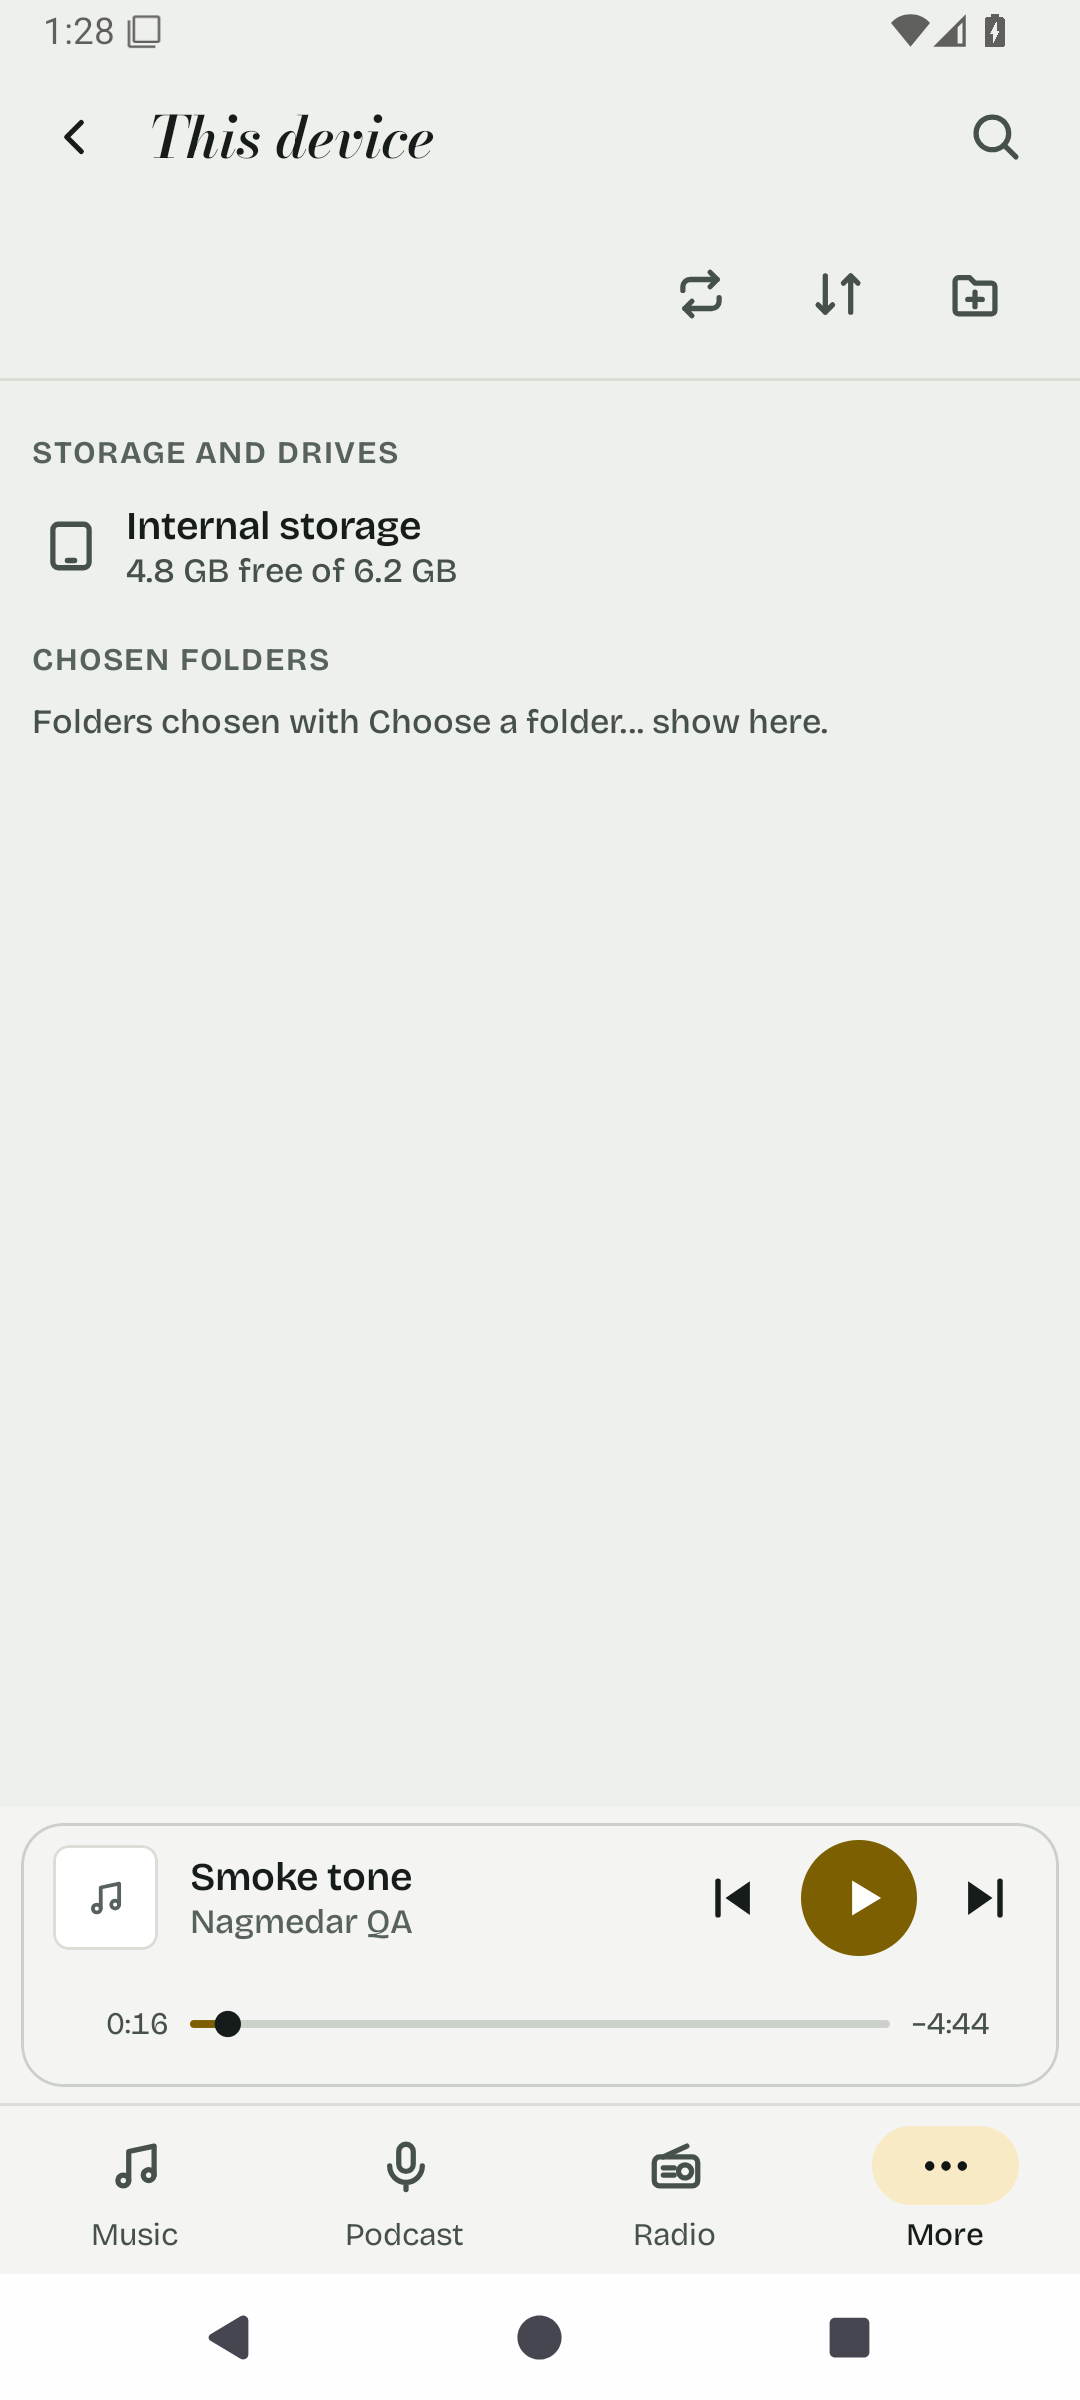 1:28
This device
STORAGE AND DRIVES
Internal storage
4.8 GB free of 6.2 GB
CHOSEN FOLDERS
Folders chosen with Choose a folder... show here.
Smoke tone
Nagmedar QA
0:16
-4:44
Music
Podcast
Radio
More